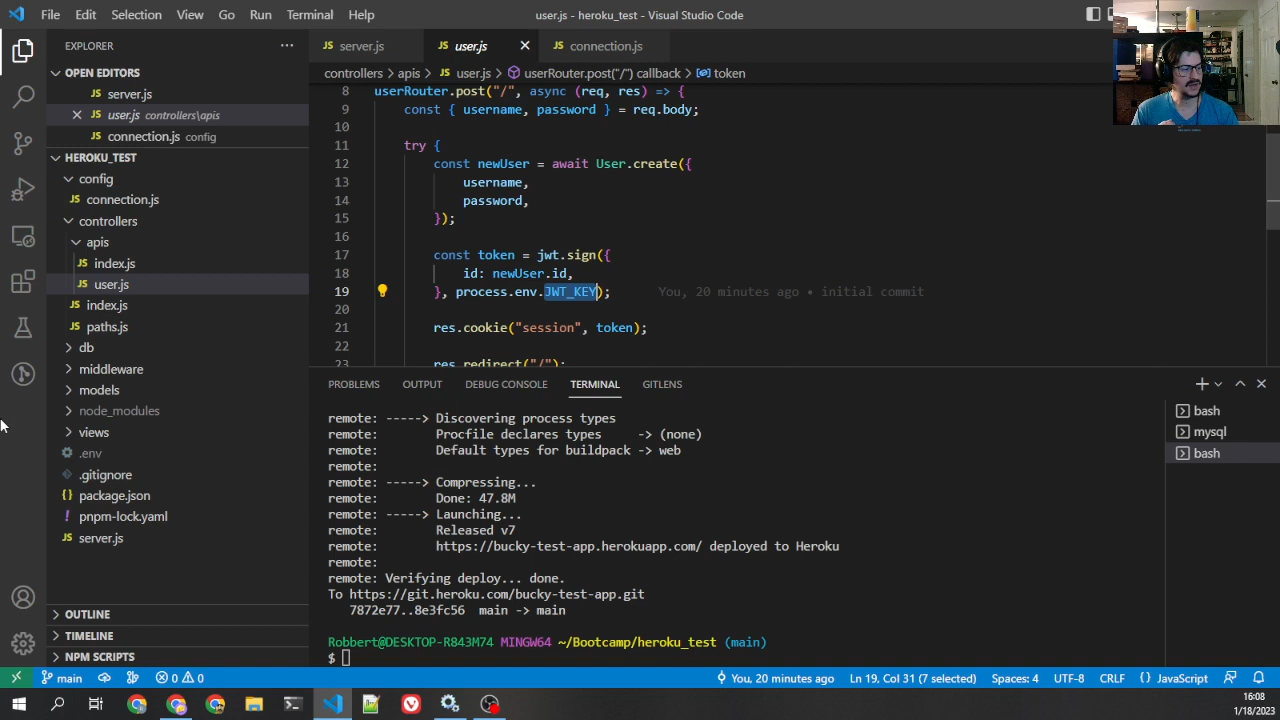 File Edit Selection View Go Run Terminal Help
user.js - heroku_test - Visual Studio Code
EXPLORER
OPEN EDITORS
server.js
user.js controllers\apis
connection.js config
HEROKU_TEST
config
JS connection.js
controllers
apis
JS index.js
JS user.js
JS index.js
JS paths.js
db
middleware
models
node_modules
views
.env
.gitignore
package.json
pnpm-lock.yaml
JS server.js
OUTLINE
TIMELINE
NPM SCRIPTS
JS server.js JS user.js JS connection.js
controllers > apis > JS user.js > userRouter.post("/") callback > token
8 userRouter.post("/", async (req, res) => {
9 const { username, password } = req.body;
10
11 try {
12 const newUser = await User.create({
13 username,
14 password,
15 });
16
17 const token = jwt.sign({
18 id: newUser.id,
19 }, process.env.JWT_KEY); You, 20 minutes ago • initial commit
20
21 res.cookie("session", token);
22
23 res.redirect("/");
PROBLEMS OUTPUT DEBUG CONSOLE TERMINAL GITLENS
remote: -----> Discovering process types
remote: Procfile declares types -> (none)
remote: Default types for buildpack -> web
remote:
remote: -----> Compressing...
remote: Done: 47.8M
remote: -----> Launching...
remote: Released v7
remote: https://bucky-test-app.herokuapp.com/ deployed to Heroku
remote:
remote: Verifying deploy... done.
To https://git.heroku.com/bucky-test-app.git
7872e77..8e3fc56 main -> main
Robbert@DESKTOP-R843M74 MINGW64 ~/Bootcamp/heroku_test (main)
$
bash
mysql
bash
main 0 0 You, 20 minutes ago Ln 19, Col 31 (7 selected) Spaces: 4 UTF-8 CRLF {} JavaScript
16:08
1/18/2023